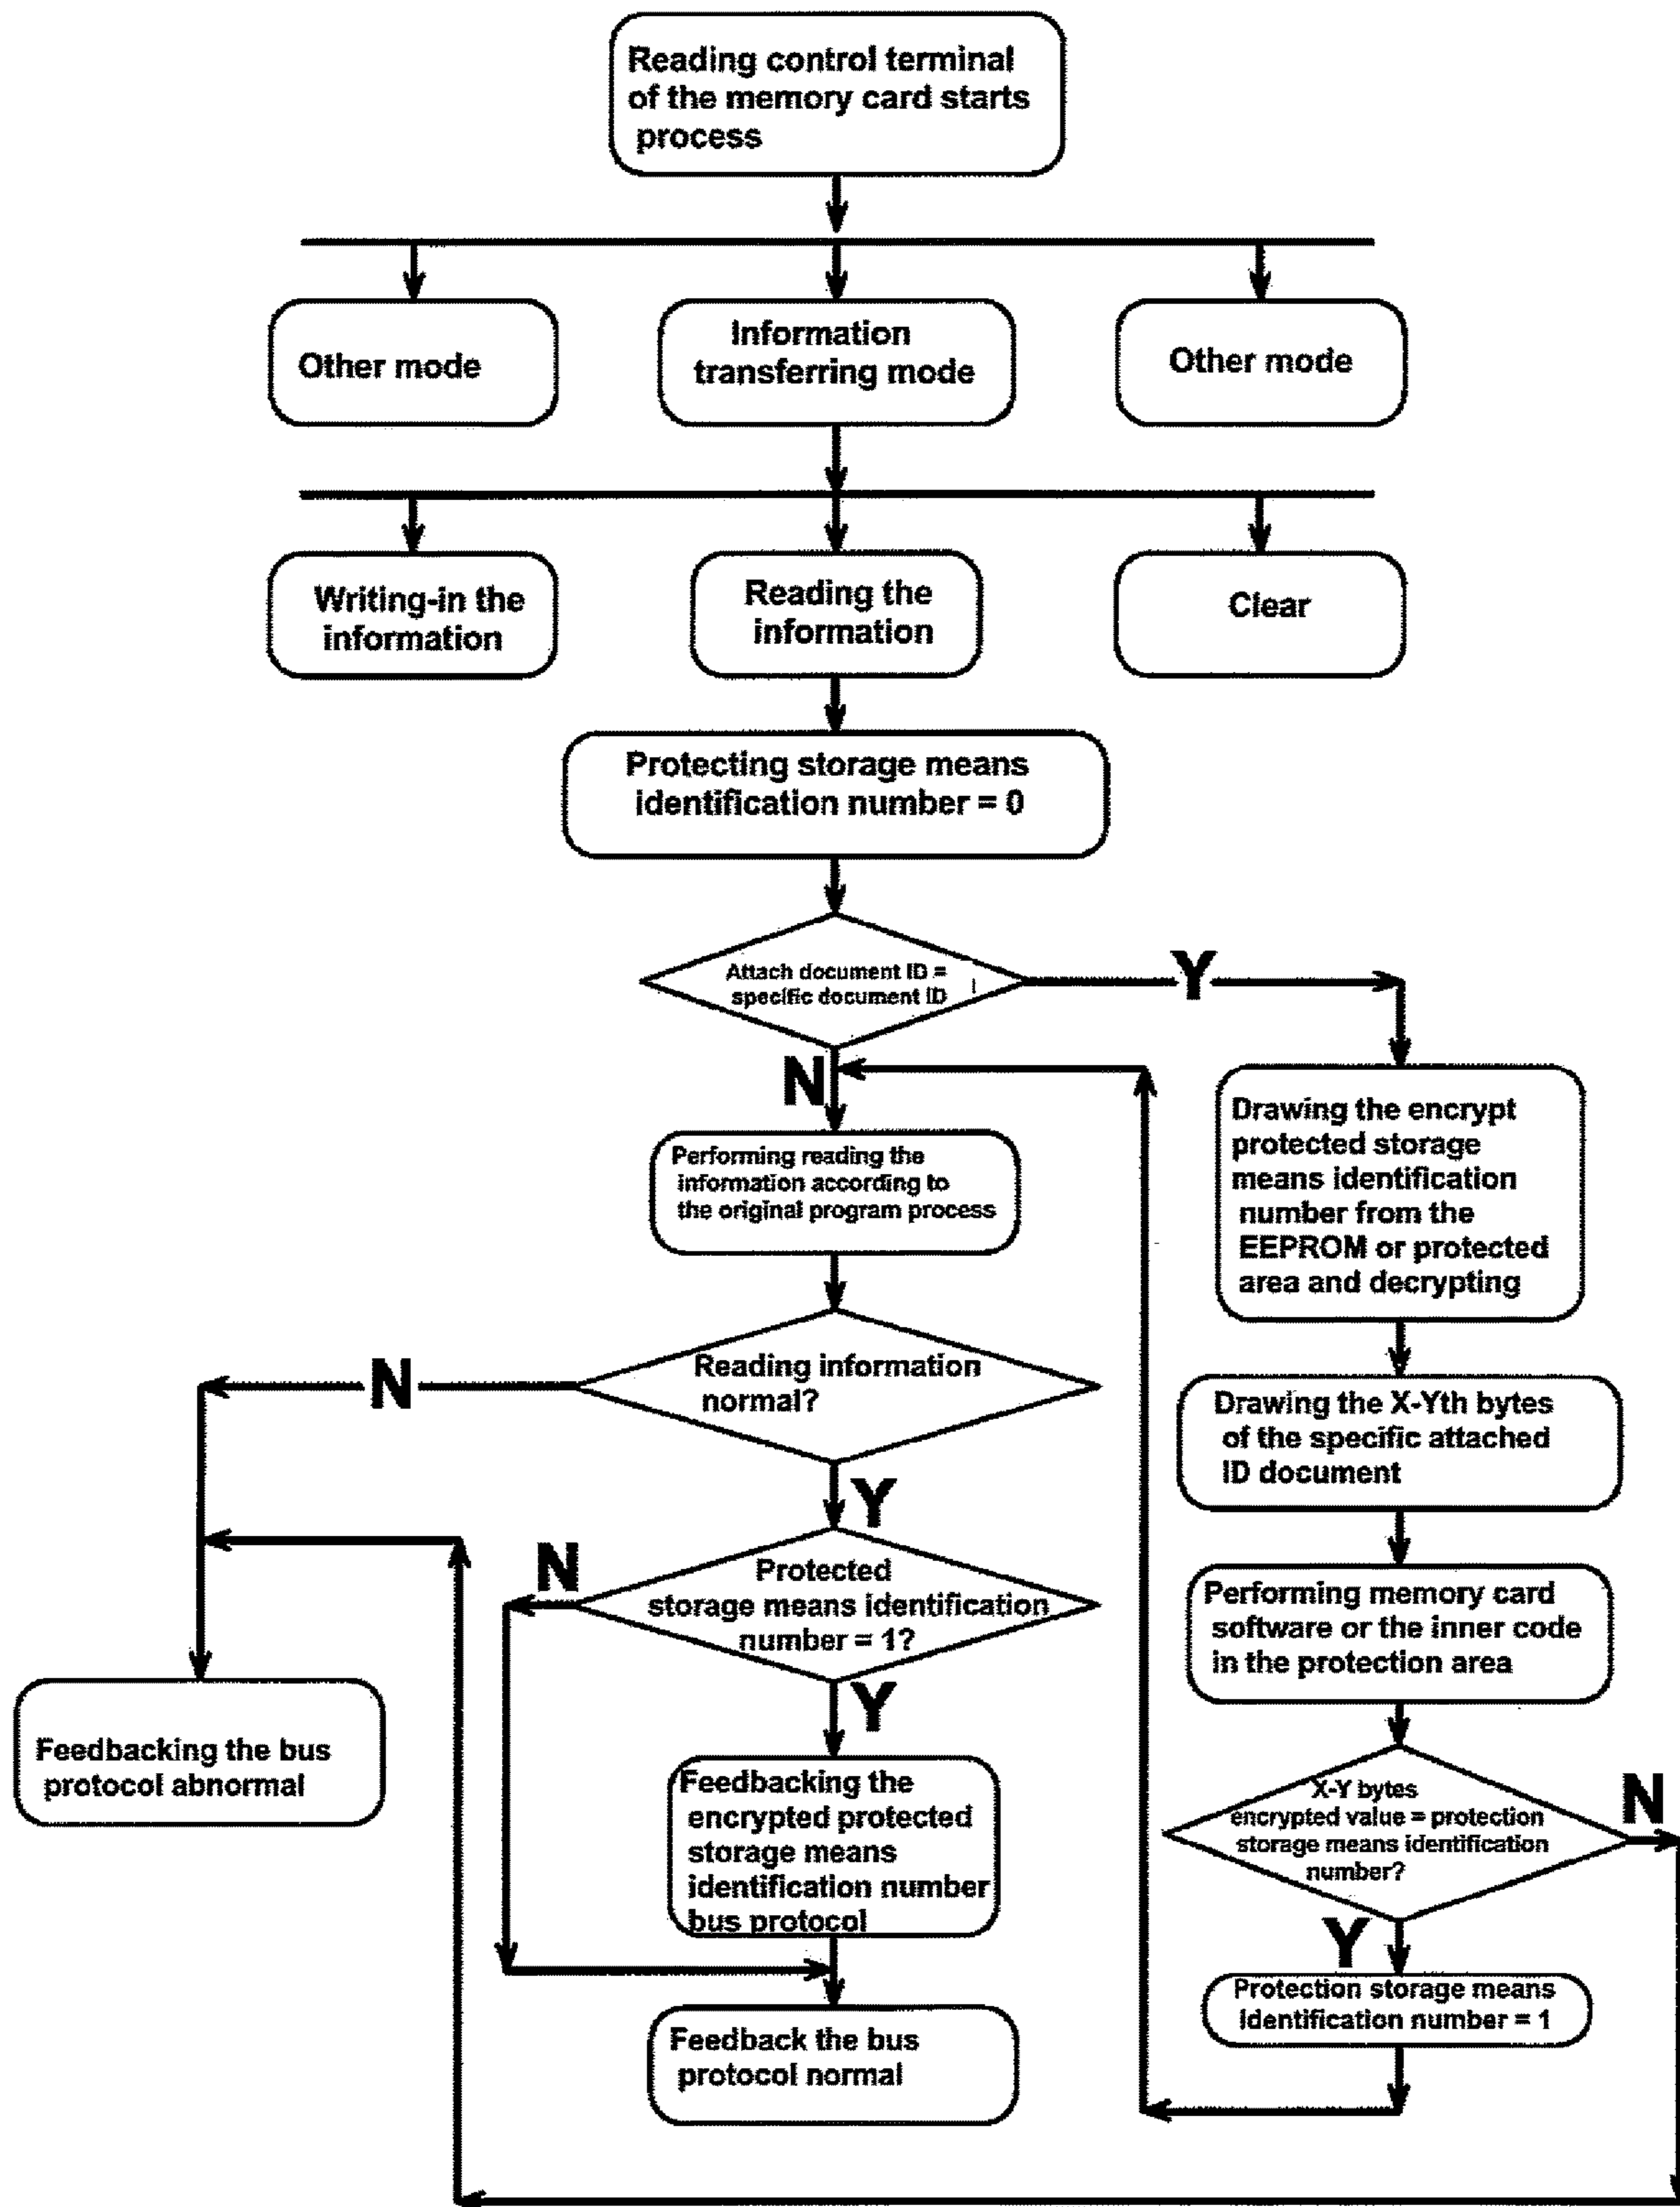 Reading control terminal
of the memory card starts
process
Other mode
Information
transferring mode
Other mode
Writing-in the
information
Reading the
information
Clear
Protecting storage means
identification number = 0
Attach document ID =
specific document ID
Y
N
Performing reading the
information according to
the original program process
Drawing the encrypt
protected storage
means identification
number from the
EEPROM or protected
area and decrypting
Reading information
normal?
N
Y
Drawing the X-Yth bytes
of the specific attached
ID document
Protected
storage means identification
number = 1?
N
Y
Performing memory card
software or the inner code
in the protection area
Feedbacking the bus
protocol abnormal
Feedbacking the
encrypted protected
storage means
identification number
bus protocol
X-Y bytes
encrypted value = protection
storage means identification
number?
N
Y
Protection storage means
identification number = 1
Feedback the bus
protocol normal